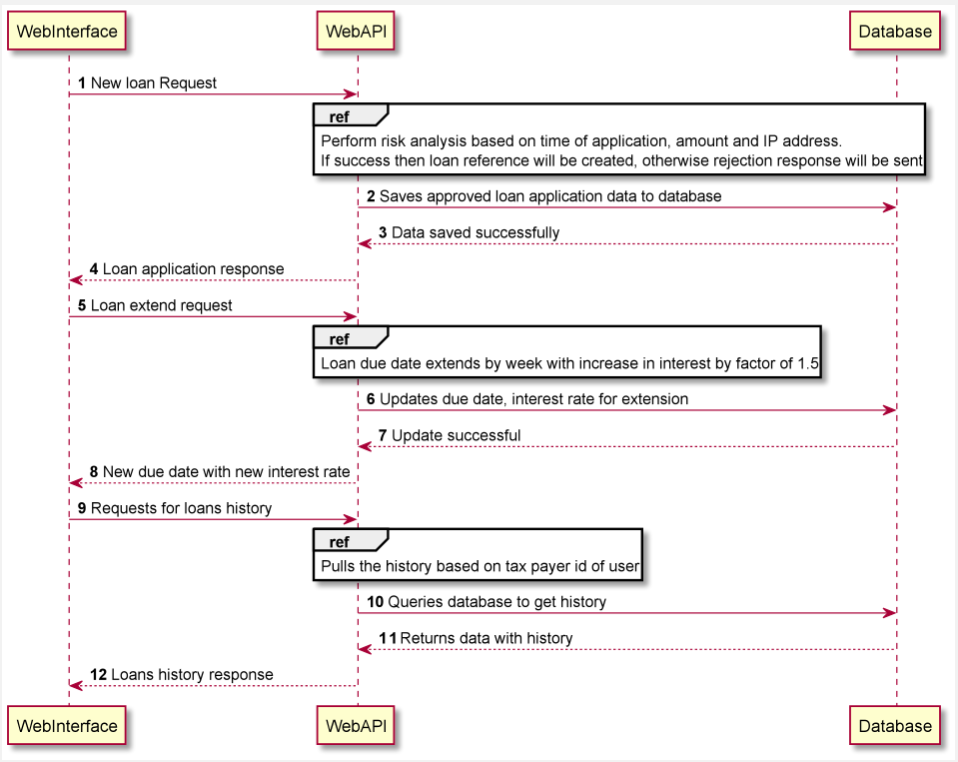 WebInterface WebAPI Database
1 New loan Request
ref
Perform risk analysis based on time of application, amount and IP address.
If success then loan reference will be created, otherwise rejection response will be sent
2 Saves approved loan application data to database
3 Data saved successfully
4 Loan application response
5 Loan extend request
ref
Loan due date extends by week with increase in interest by factor of 1.5
6 Updates due date, interest rate for extension
7 Update successful
8 New due date with new interest rate
9 Requests for loans history
ref
Pulls the history based on tax payer id of user
10 Queries database to get history
11 Returns data with history
12 Loans history response
WebInterface WebAPI Database